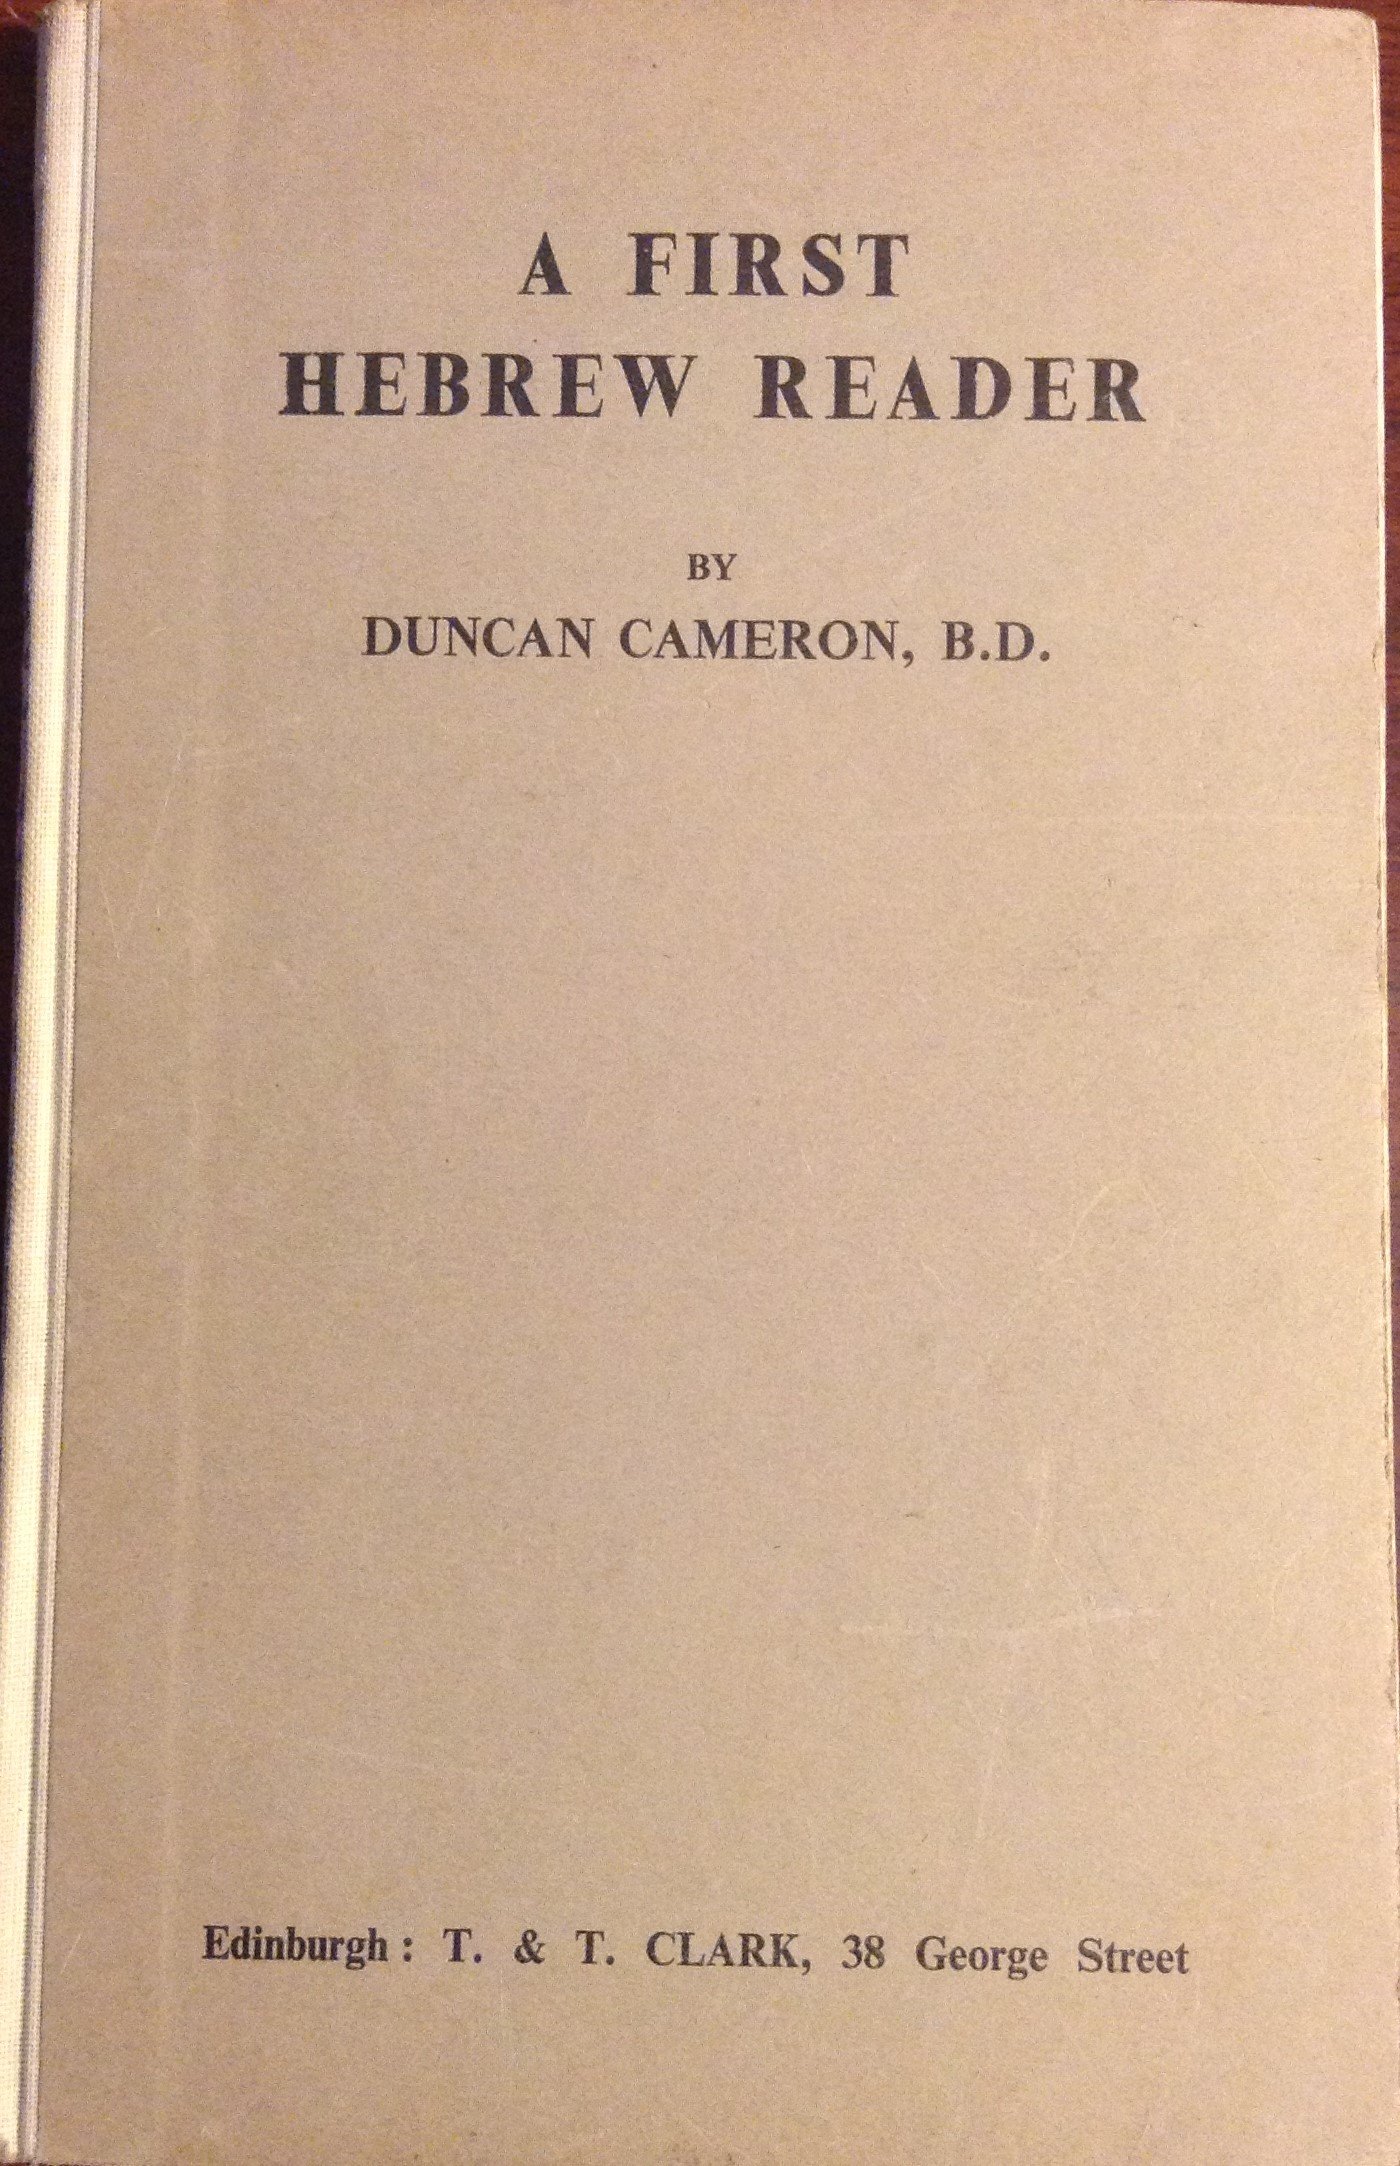 A FIRST
HEBREW READER
BY
DUNCAN CAMERON, B.D.
Edinburgh : T. & T. CLARK, 38 George Street